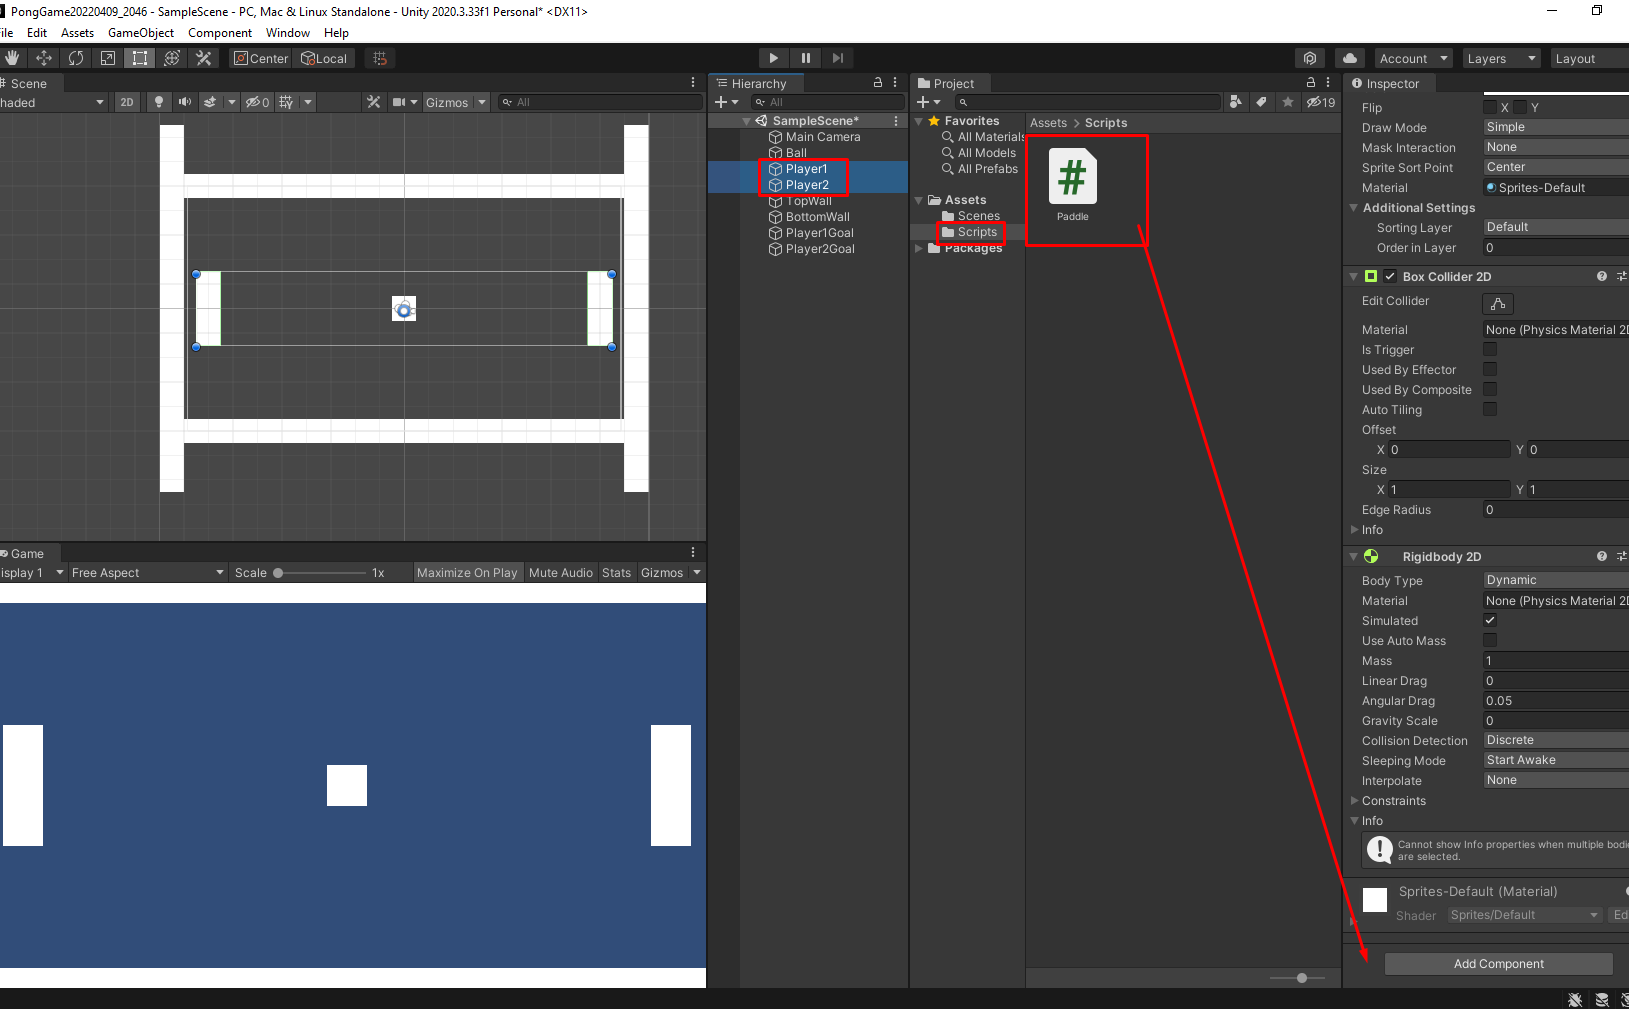 PongGame20220409_2046 - SampleScene - PC, Mac & Linux Standalone - Unity 2020.3.33f1 Personal* <DX11>
ile Edit Assets GameObject Component Window Help
Center Local Account Layers Layout
Scene
haded 2D 0 Gizmos All
Hierarchy
All
SampleScene*
Main Camera
Ball
Player1
Player2
TopWall
BottomWall
Player1Goal
Player2Goal
Project
19
Favorites
All Materials
All Models
All Prefabs
Assets
Scenes
Scripts
Packages
Assets > Scripts
#
Paddle
Inspector
Flip X Y
Draw Mode Simple
Mask Interaction None
Sprite Sort Point Center
Material Sprites-Default
Additional Settings
Sorting Layer Default
Order in Layer 0
Box Collider 2D
Edit Collider
Material None (Physics Material 2D
Is Trigger
Used By Effector
Used By Composite
Auto Tiling
Offset
X 0 Y 0
Size
X 1 Y 1
Edge Radius 0
Info
Rigidbody 2D
Body Type Dynamic
Material None (Physics Material 2D
Simulated
Use Auto Mass
Mass 1
Linear Drag 0
Angular Drag 0.05
Gravity Scale 0
Collision Detection Discrete
Sleeping Mode Start Awake
Interpolate None
Constraints
Info
Cannot show Info properties when multiple bodie
are selected.
Sprites-Default (Material)
Shader Sprites/Default Ed
Add Component
Game
isplay 1 Free Aspect Scale 1x Maximize On Play Mute Audio Stats Gizmos